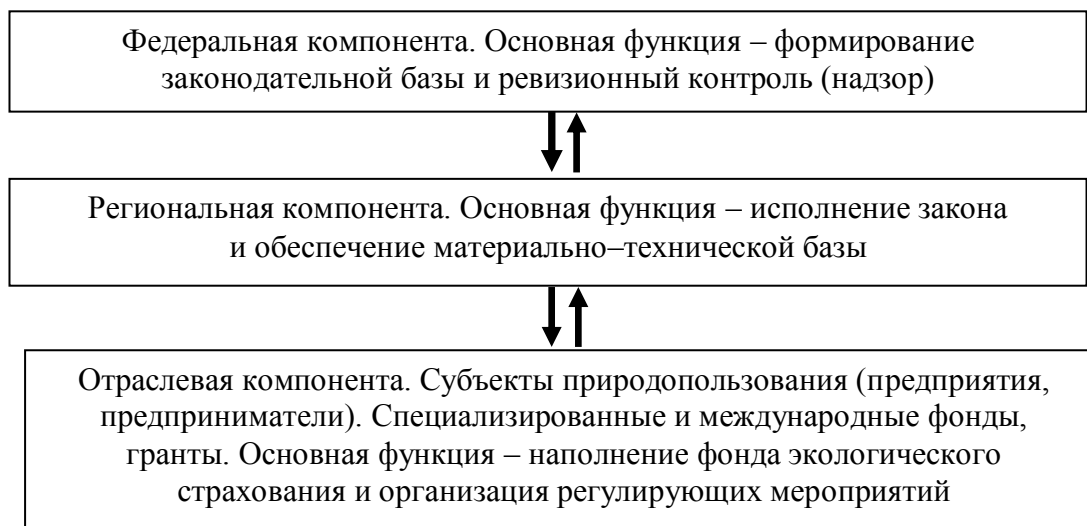 Федеральная компонента. Основная функция – формирование
законодательной базы и ревизионный контроль (надзор)
Региональная компонента. Основная функция – исполнение закона
и обеспечение материально–технической базы
Отраслевая компонента. Субъекты природопользования (предприятия,
предприниматели). Специализированные и международные фонды,
гранты. Основная функция – наполнение фонда экологического
страхования и организация регулирующих мероприятий